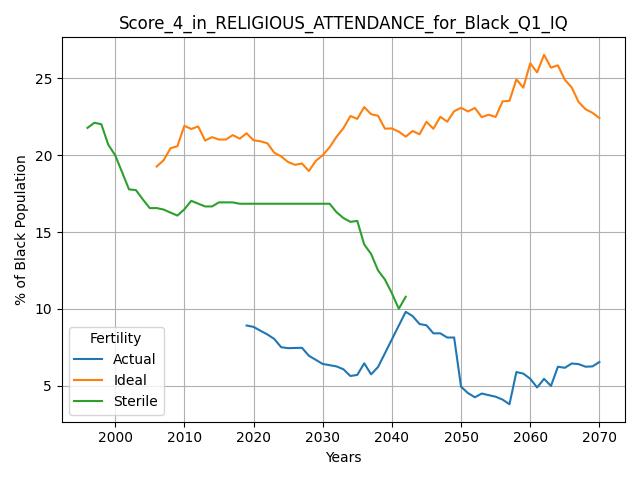 Score_4_in_RELIGIOUS_ATTENDANCE_for_Black_Q1_IQ
% of Black Population
25
20
15
10
5
Fertility
Actual
Ideal
Sterile
2000 2010 2020 2030 2040 2050 2060 2070
Years